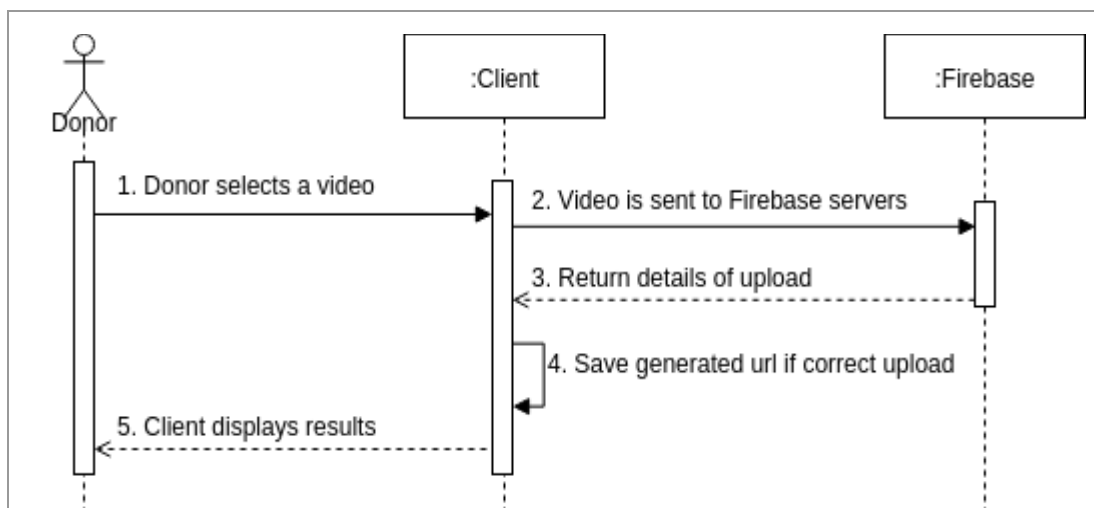 :Client
:Firebase
Donor
1. Donor selects a video
2. Video is sent to Firebase servers
3. Return details of upload
4. Save generated url if correct upload
5. Client displays results